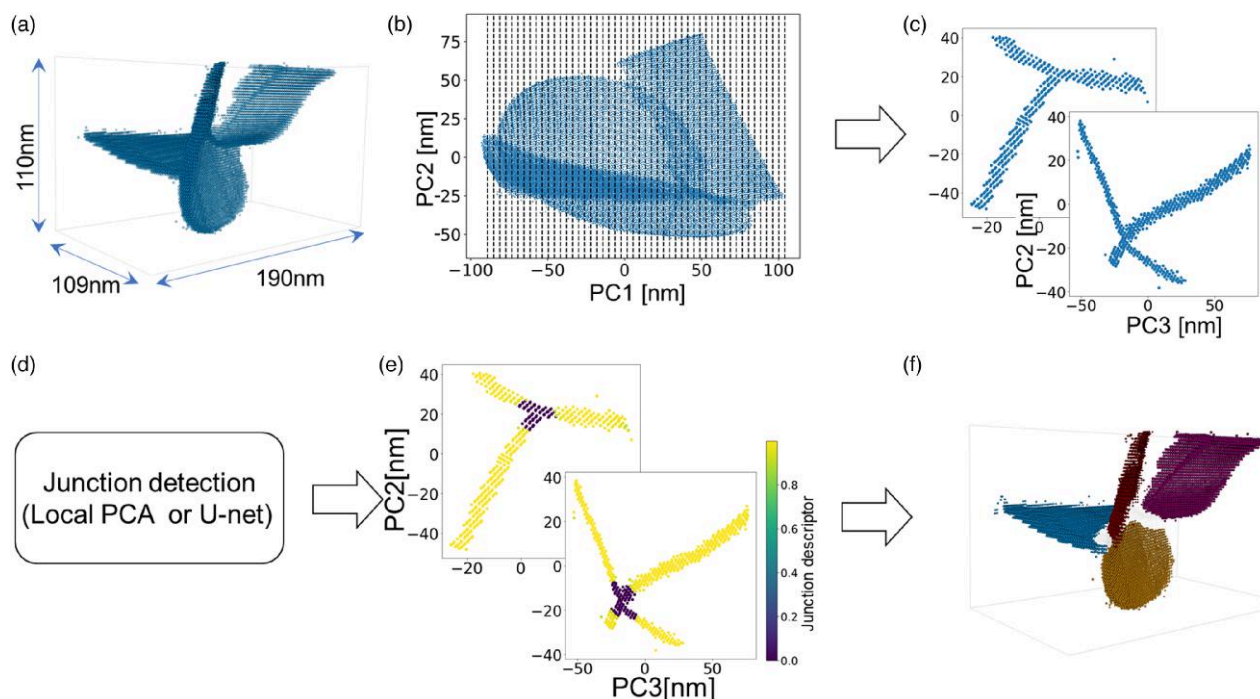 (a)
110nm
109nm
190nm
(b)
PC2 [nm]
75
50
25
0
−25
−50
−100
−50
0
50
100
PC1 [nm]
(c)
40
20
0
−20
−40
−20
PC2 [nm]
40
20
0
−20
−40
−50
0
50
PC3 [nm]
(d)
Junction detection
(Local PCA or U-net)
(e)
PC2[nm]
40
20
0
−20
−40
−20
0
40
20
0
−20
−40
−50
0
50
PC3[nm]
0.8
0.6
0.4
0.2
0.0
Junction descriptor
(f)